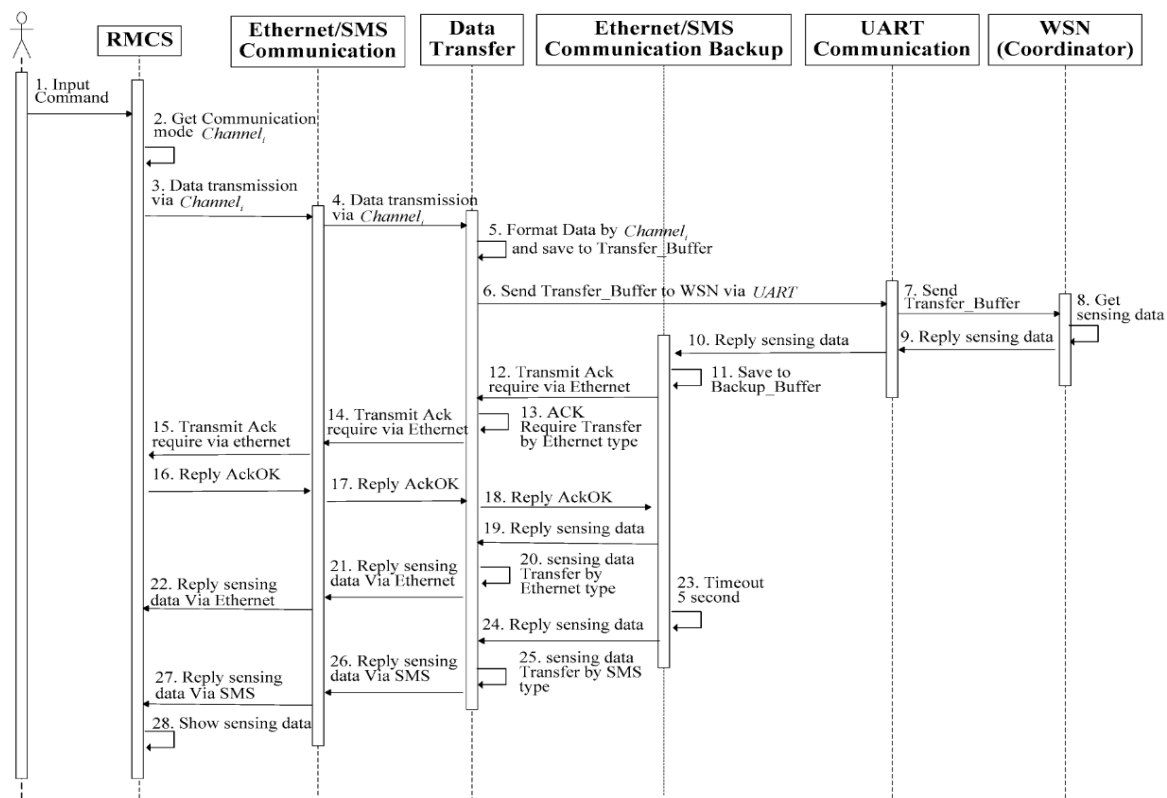 RMCS
Ethernet/SMS
Communication
Data
Transfer
Ethernet/SMS
Communication Backup
UART
Communication
WSN
(Coordinator)
1. Input
Command
2. Get Communication
mode Channel_i
3. Data transmission
via Channel_i
4. Data transmission
via Channel_i
5. Format Data by Channel_i
and save to Transfer_Buffer
6. Send Transfer_Buffer to WSN via UART
7. Send
Transfer_Buffer
8. Get
sensing data
9. Reply sensing data
10. Reply sensing data
11. Save to
Backup_Buffer
12. Transmit Ack
require via Ethernet
13. ACK
Require Transfer
by Ethernet type
14. Transmit Ack
require via Ethernet
15. Transmit Ack
require via ethernet
16. Reply AckOK
17. Reply AckOK
18. Reply AckOK
19. Reply sensing data
20. sensing data
Transfer by
Ethernet type
21. Reply sensing
data Via Ethernet
22. Reply sensing
data Via Ethernet
23. Timeout
5 second
24. Reply sensing data
25. sensing data
Transfer by SMS
type
26. Reply sensing
data Via SMS
27. Reply sensing
data Via SMS
28. Show sensing data